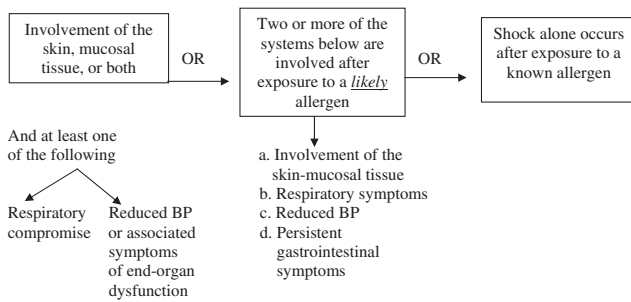 Involvement of the
skin, mucosal
tissue, or both
OR
Two or more of the
systems below are
involved after
exposure to a likely
allergen
OR
Shock alone occurs
after exposure to a
known allergen
And at least one
of the following
Respiratory
compromise
Reduced BP
or associated
symptoms
of end-organ
dysfunction
a. Involvement of the
skin-mucosal tissue
b. Respiratory symptoms
c. Reduced BP
d. Persistent
gastrointestinal
symptoms